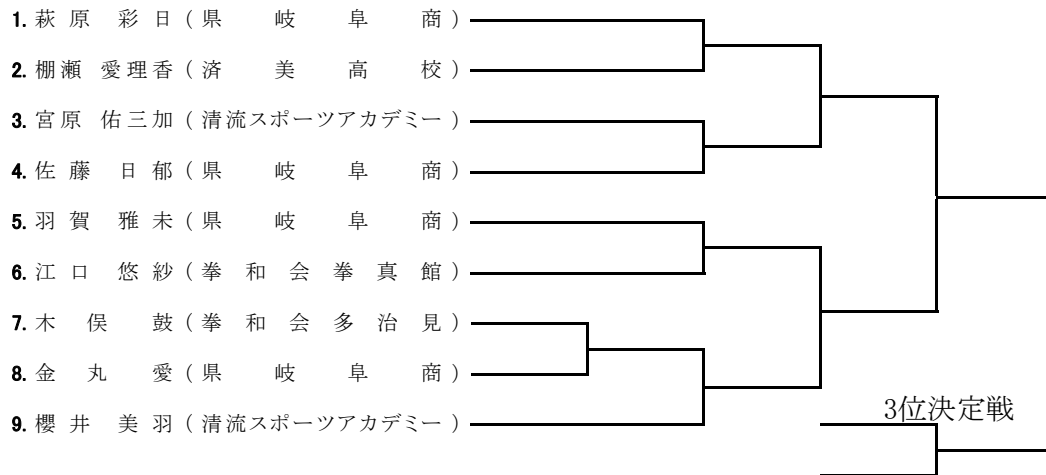 1. 萩原 彩日 (県岐阜商)
2. 棚瀬 愛理香 (済美高校)
3. 宮原 佑三加 (清流スポーツアカデミー)
4. 佐藤 日郁 (県岐阜商)
5. 羽賀 雅未 (県岐阜商)
6. 江口 悠紗 (拳和会拳真館)
7. 木俣 鼓 (拳和会多治見)
8. 金丸 愛 (県岐阜商)
3位決定戦
9. 櫻井 美羽 (清流スポーツアカデミー)